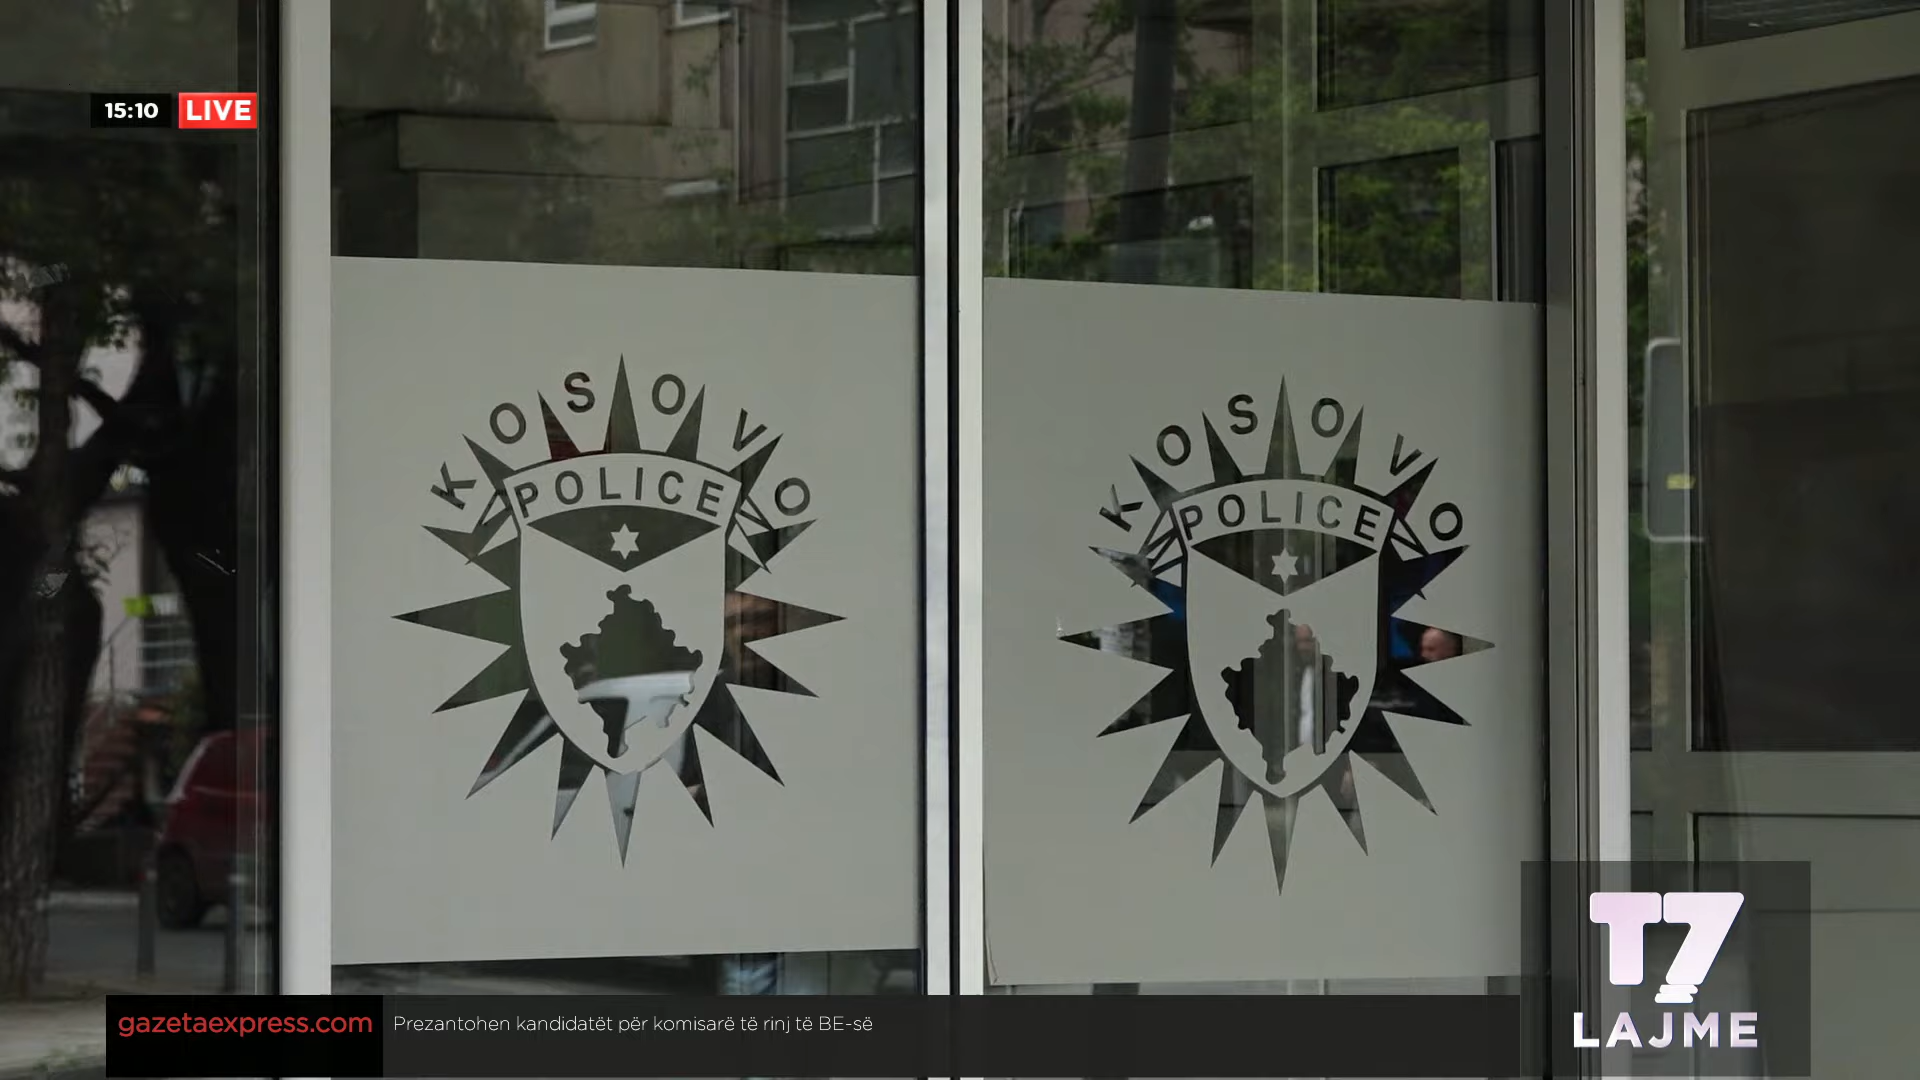 15:10 LIVE
KOSOVO
POLICE
KOSOVO
POLICE
T7
LAJME
gazetaexpress.com
Prezantohen kandidatët për komisarë të rinj të BE-së